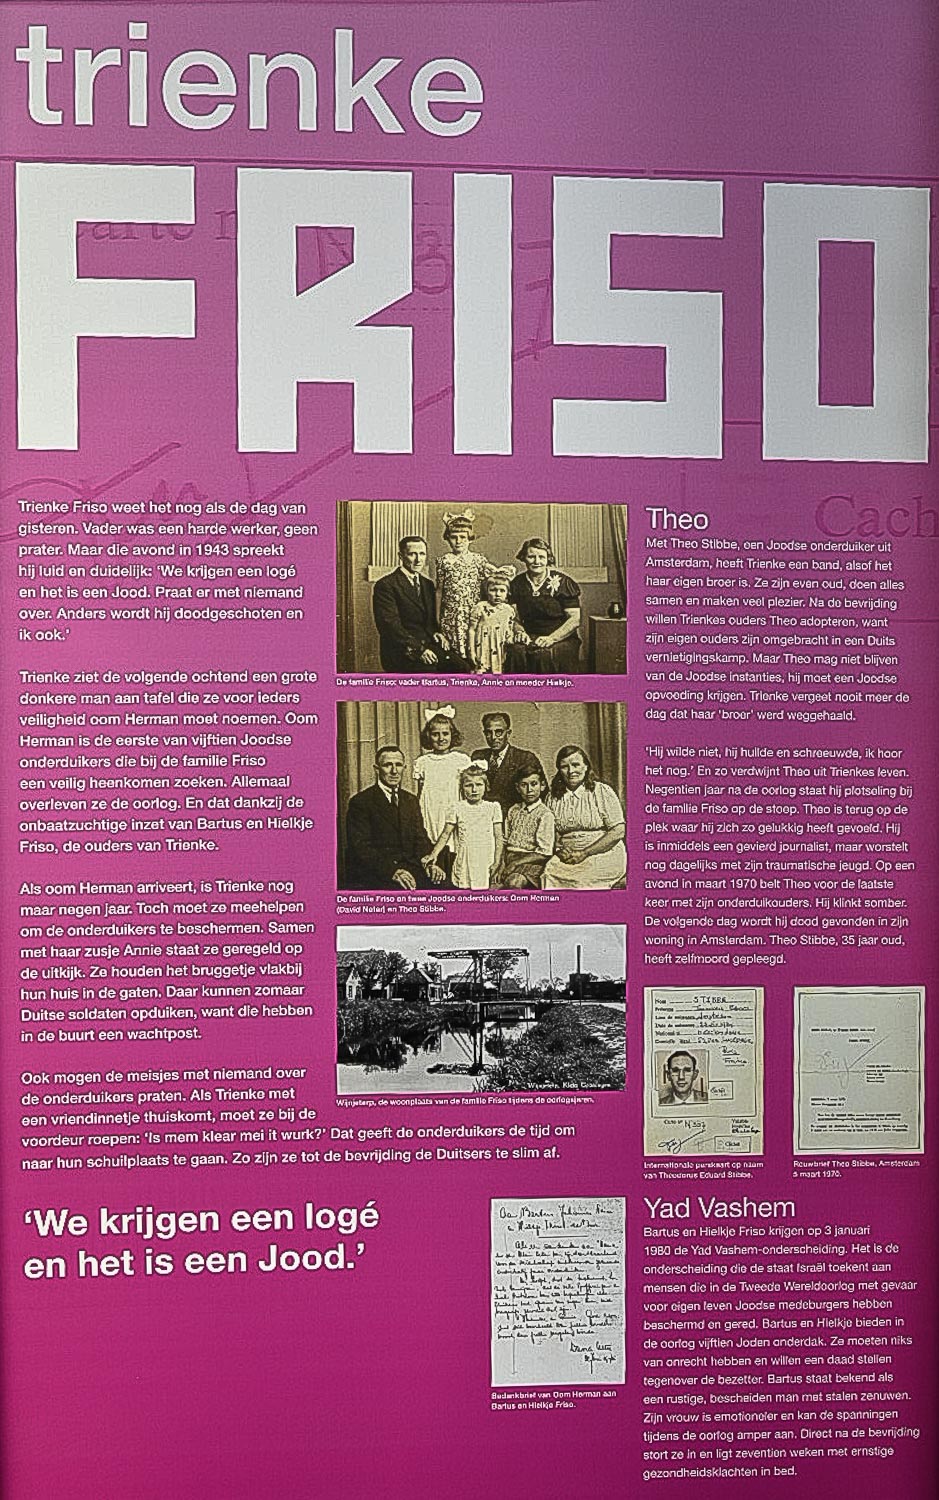 trienke
FRISO
Trienke Friso weet het nog als de dag van
gisteren. Vader was een harde werker, geen
prater. Maar die avond in 1943 spreekt
hij luid en duidelijk: ‘We krijgen een logé
en het is een Jood. Praat er met niemand
over. Anders wordt hij doodgeschoten en
ik ook.’
Trienke ziet de volgende ochtend een grote
donkere man aan tafel die ze voor ieders
veiligheid oom Herman moet noemen. Oom
Herman is de eerste van vijftien Joodse
onderduikers die bij de familie Friso
een veilig heenkomen zoeken. Allemaal
overleven ze de oorlog. En dat dankzij de
onbaatzuchtige inzet van Bartus en Hielkje
Friso, de ouders van Trienke.
Als oom Herman arriveert, is Trienke nog
maar negen jaar. Toch moet ze meehelpen
om de onderduikers te beschermen. Samen
met haar zusje Annie staat ze geregeld op
de uitkijk. Ze houden het bruggetje vlakbij
hun huis in de gaten. Daar kunnen zomaar
Duitse soldaten opduiken, want die hebben
in de buurt een wachtpost.
Ook mogen de meisjes met niemand over
de onderduikers praten. Als Trienke met
een vriendinnetje thuiskomt, moet ze bij de
voordeur roepen: ‘Is mem klear mei it wurk?’ Dat geeft de onderduikers de tijd om
naar hun schuilplaats te gaan. Zo zijn ze tot de bevrijding de Duitsers te slim af.
‘We krijgen een logé
en het is een Jood.’
De familie Friso: vader Bartus, Trienke, Annie en moeder Hielkje.
De familie Friso en twee Joodse onderduikers: Oom Herman
(David Noter) en Theo Stibbe.
Wijnjeterp, de woonplaats van de familie Friso tijdens de oorlogsjaren.
Bedankbrief van Oom Herman aan
Bartus en Hielkje Friso.
Cach
Theo
Met Theo Stibbe, een Joodse onderduiker uit
Amsterdam, heeft Trienke een band, alsof het
haar eigen broer is. Ze zijn even oud, doen alles
samen en maken veel plezier. Na de bevrijding
willen Trienkes ouders Theo adopteren, want
zijn eigen ouders zijn omgebracht in een Duits
vernietigingskamp. Maar Theo mag niet blijven
van de Joodse instanties, hij moet een Joodse
opvoeding krijgen. Trienke vergeet nooit meer de
dag dat haar ‘broer’ werd weggehaald.
‘Hij wilde niet, hij huilde en schreeuwde, ik hoor
het nog.’ En zo verdwijnt Theo uit Trienkes leven.
Negentien jaar na de oorlog staat hij plotseling bij
de familie Friso op de stoep. Theo is terug op de
plek waar hij zich zo gelukkig heeft gevoeld. Hij
is inmiddels een gevierd journalist, maar worstelt
nog dagelijks met zijn traumatische jeugd. Op een
avond in maart 1970 belt Theo voor de laatste
keer met zijn onderduikouders. Hij klinkt somber.
De volgende dag wordt hij dood gevonden in zijn
woning in Amsterdam. Theo Stibbe, 35 jaar oud,
heeft zelfmoord gepleegd.
STIBBE
Internationale perskaart op naam
van Theodorus Eduard Stibbe.
Rouwbrief Theo Stibbe, Amsterdam
5 maart 1970.
Yad Vashem
Bartus en Hielkje Friso krijgen op 3 januari
1980 de Yad Vashem-onderscheiding. Het is de
onderscheiding die de staat Israël toekent aan
mensen die in de Tweede Wereldoorlog met gevaar
voor eigen leven Joodse medeburgers hebben
beschermd en gered. Bartus en Hielkje bieden in
de oorlog vijftien Joden onderdak. Ze moeten niks
van onrecht hebben en willen een daad stellen
tegenover de bezetter. Bartus staat bekend als
een rustige, bescheiden man met stalen zenuwen.
Zijn vrouw is emotioneler en kan de spanningen
tijdens de oorlog amper aan. Direct na de bevrijding
stort ze in en ligt zeventien weken met ernstige
gezondheidsklachten in bed.